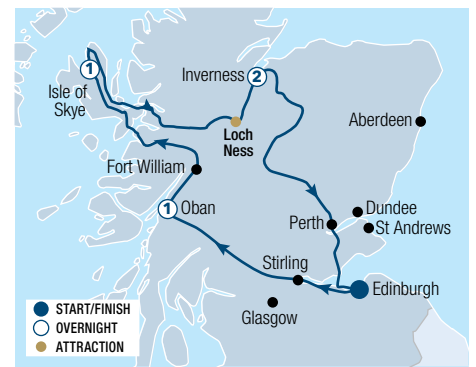 1
Isle of
Skye
Inverness 2
Loch
Ness
Aberdeen
Fort William
1 Oban
Perth
Dundee
St Andrews
Stirling
Edinburgh
Glasgow
START/FINISH
OVERNIGHT
ATTRACTION